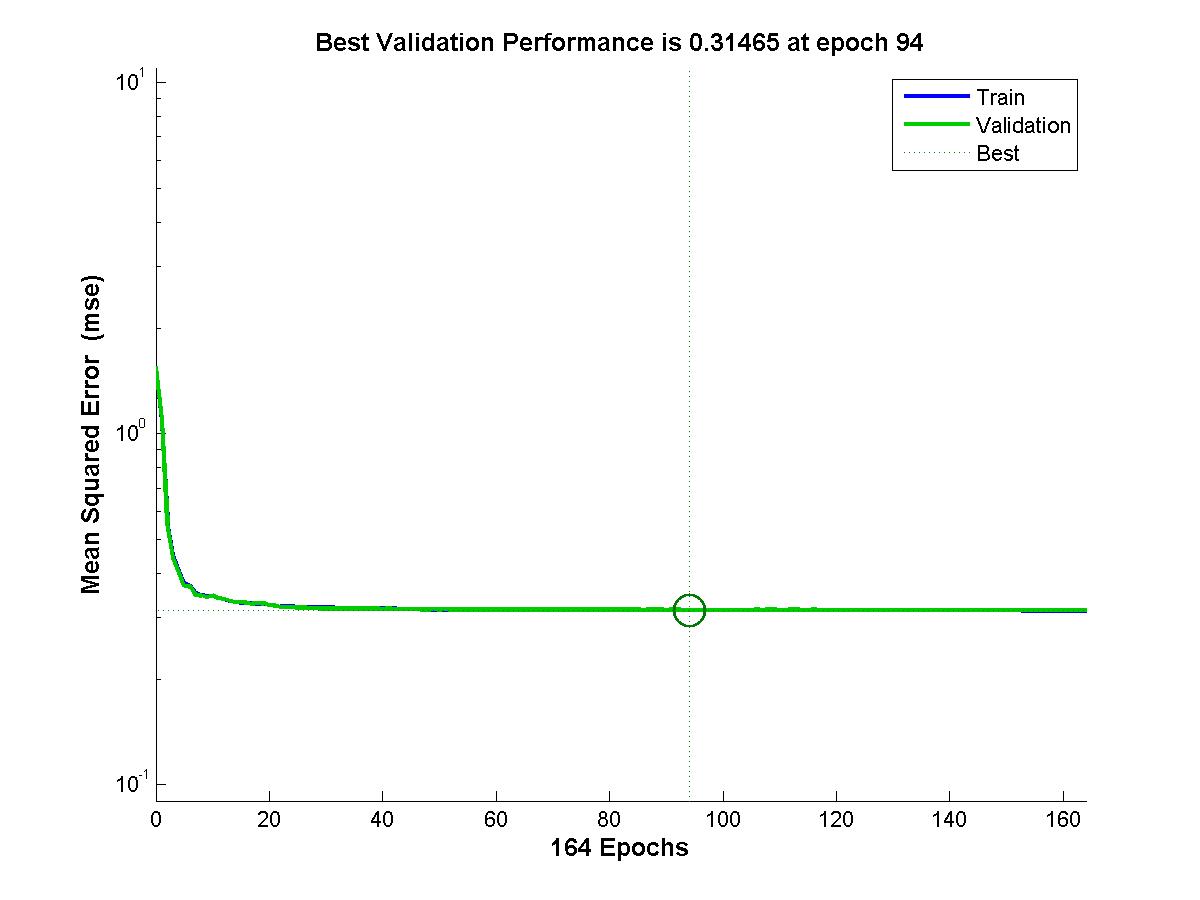 Best Validation Performance is 0.31465 at epoch 94
10^1
10^0
10^-1
Mean Squared Error (mse)
Train
Validation
Best
0 20 40 60 80 100 120 140 160
164 Epochs